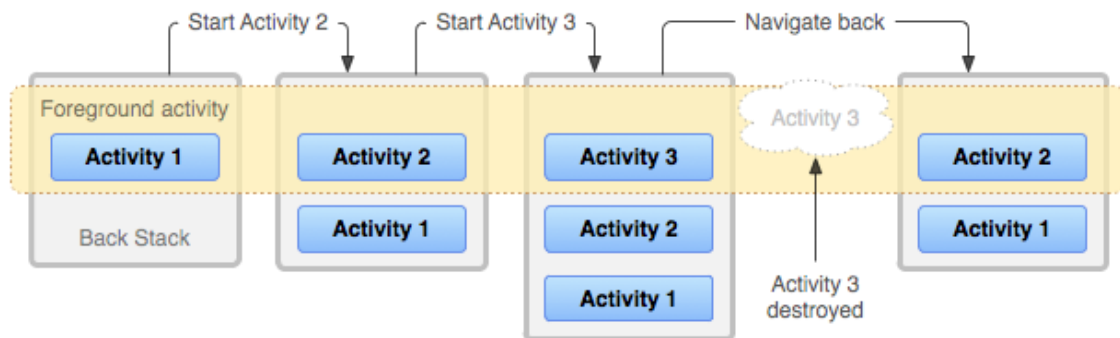 Start Activity 2
Start Activity 3
Navigate back
Foreground activity
Activity 1
Activity 2
Activity 3
Activity 3
Activity 2
Back Stack
Activity 1
Activity 2
Activity 1
Activity 1
Activity 3
destroyed